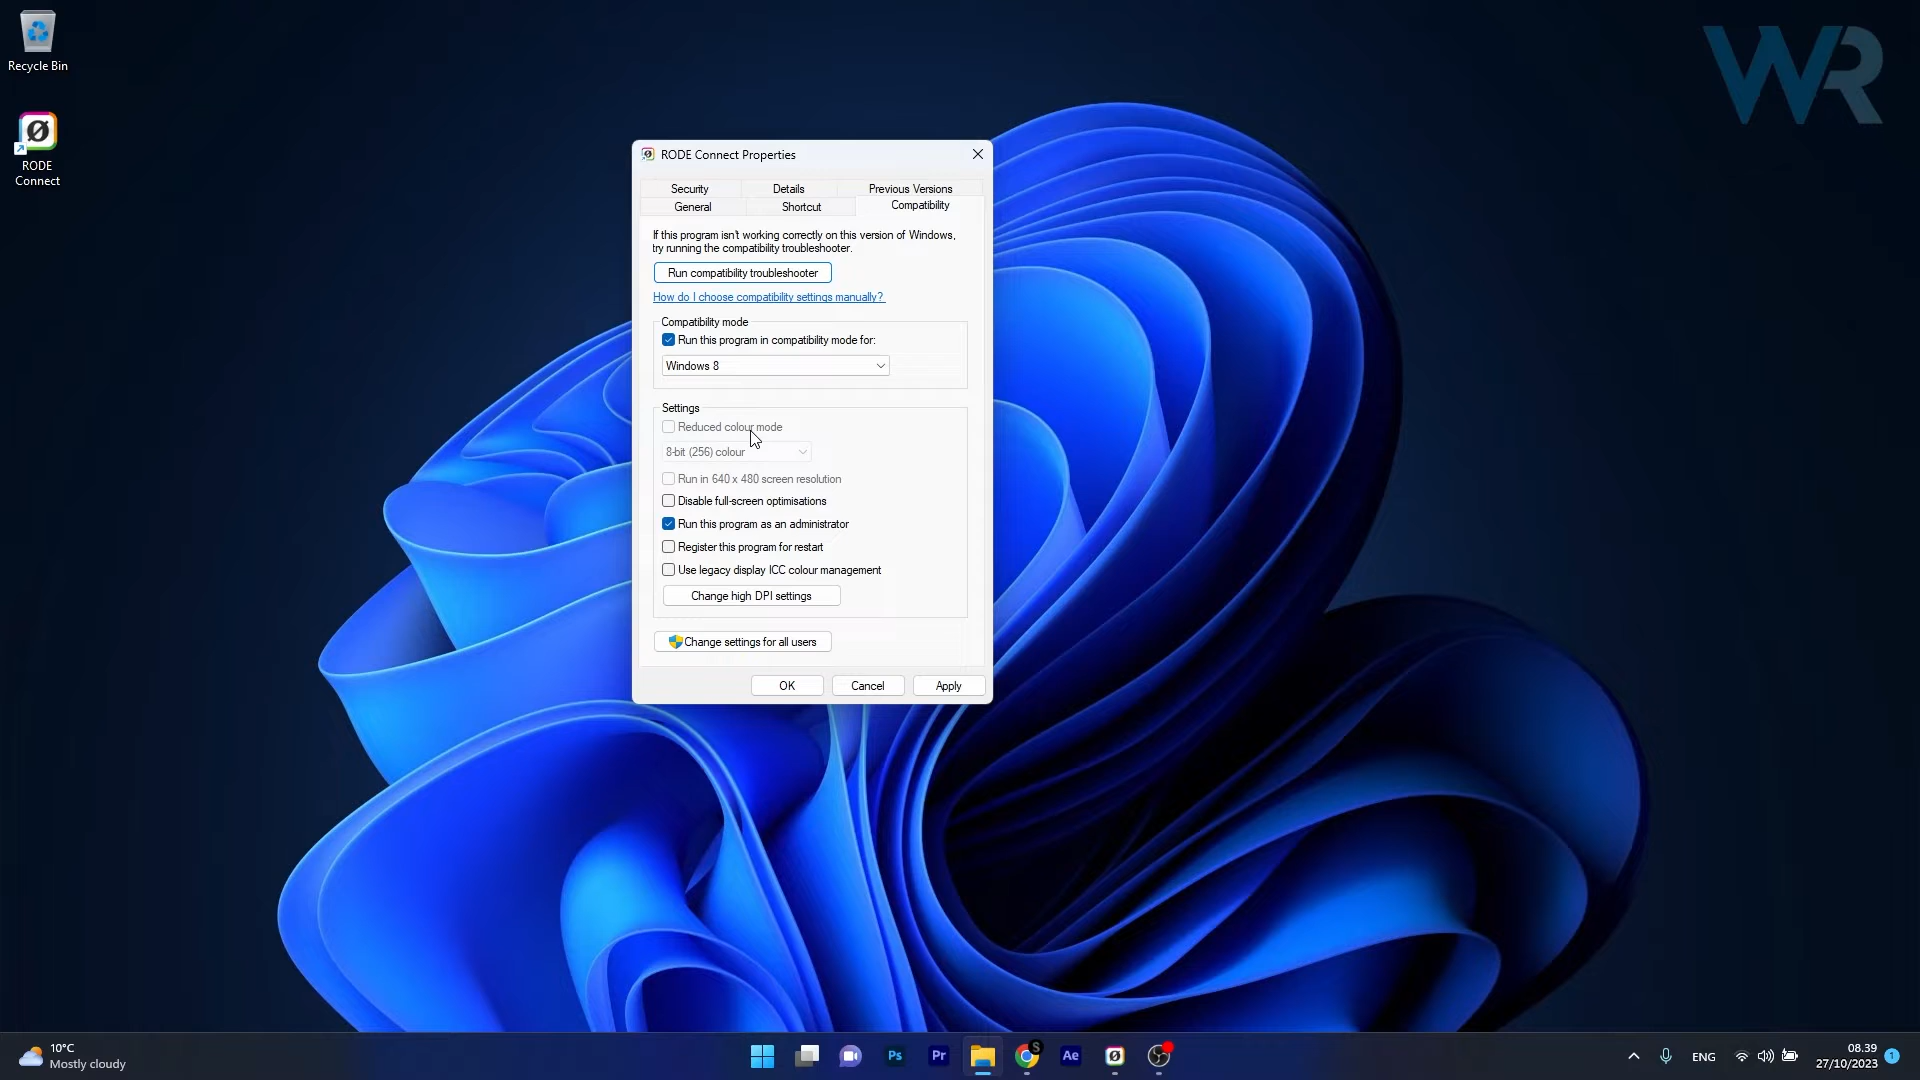 Recycle Bin
RODE
Connect
WR
RODE Connect Properties
Security
Details
Previous Versions
General
Shortcut
Compatibility
If this program isn't working correctly on this version of Windows,
try running the compatibility troubleshooter.
Run compatibility troubleshooter
How do I choose compatibility settings manually?
Compatibility mode
Run this program in compatibility mode for:
Windows 8
Settings
Reduced colour mode
8-bit (256) colour
Run in 640 x 480 screen resolution
Disable full-screen optimisations
Run this program as an administrator
Register this program for restart
Use legacy display ICC colour management
Change high DPI settings
Change settings for all users
OK
Cancel
Apply
10°C
Mostly cloudy
Ps
Pr
S
Ae
ENG
08.39
27/10/2023
1